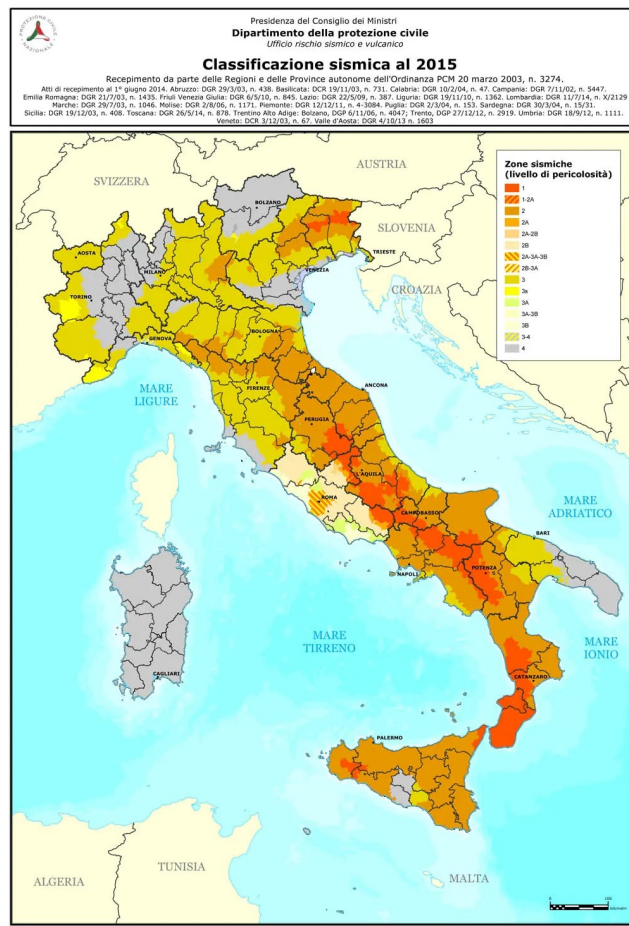 PROTEZIONE CIVILE
NAZIONALE
Presidenza del Consiglio dei Ministri
Dipartimento della protezione civile
Ufficio rischio sismico e vulcanico
Classificazione sismica al 2015
Recepimento da parte delle Regioni e delle Province autonome dell'Ordinanza PCM 20 marzo 2003, n. 3274.
Atti di recepimento al 1° giugno 2014. Abruzzo: DGR 29/3/03, n. 438. Basilicata: DCR 19/11/03, n. 731. Calabria: DGR 10/2/04, n. 47. Campania: DGR 7/11/02, n. 5447.
Emilia Romagna: DGR 21/7/03, n. 1435. Friuli Venezia Giulia: DGR 6/5/10, n. 845. Lazio: DGR 22/5/09, n. 387. Liguria: DGR 19/11/10, n. 1362. Lombardia: DGR 11/7/14, n. X/2129
Marche: DGR 29/7/03, n. 1046. Molise: DGR 2/8/06, n. 1171. Piemonte: DGR 12/12/11, n. 4-3084. Puglia: DGR 2/3/04, n. 153. Sardegna: DGR 30/3/04, n. 15/31.
Sicilia: DGR 19/12/03, n. 408. Toscana: DGR 26/5/14, n. 878. Trentino Alto Adige: Bolzano, DGP 6/11/06, n. 4047; Trento, DGP 27/12/12, n. 2919. Umbria: DGR 18/9/12, n. 1111.
Veneto: DCR 3/12/03, n. 67. Valle d'Aosta: DGR 4/10/13 n. 1603
Zone sismiche
(livello di pericolosità)
1
1-2A
2
2A
2A-2B
2B
2A-3A-3B
2B-3A
3
3s
3A
3A-3B
3B
3-4
4
AUSTRIA
SVIZZERA
BOLZANO
SLOVENIA
AOSTA
TRIESTE
MILANO
VENEZIA
CROAZIA
TORINO
BOLOGNA
GENOVA
FIRENZE
MARE
LIGURE
ANCONA
PERUGIA
L'AQUILA
ROMA
MARE
ADRIATICO
CAMPOBASSO
BARI
NAPOLI
POTENZA
MARE
TIRRENO
MARE
IONIO
CAGLIARI
CATANZARO
PALERMO
TUNISIA
ALGERIA
MALTA
0